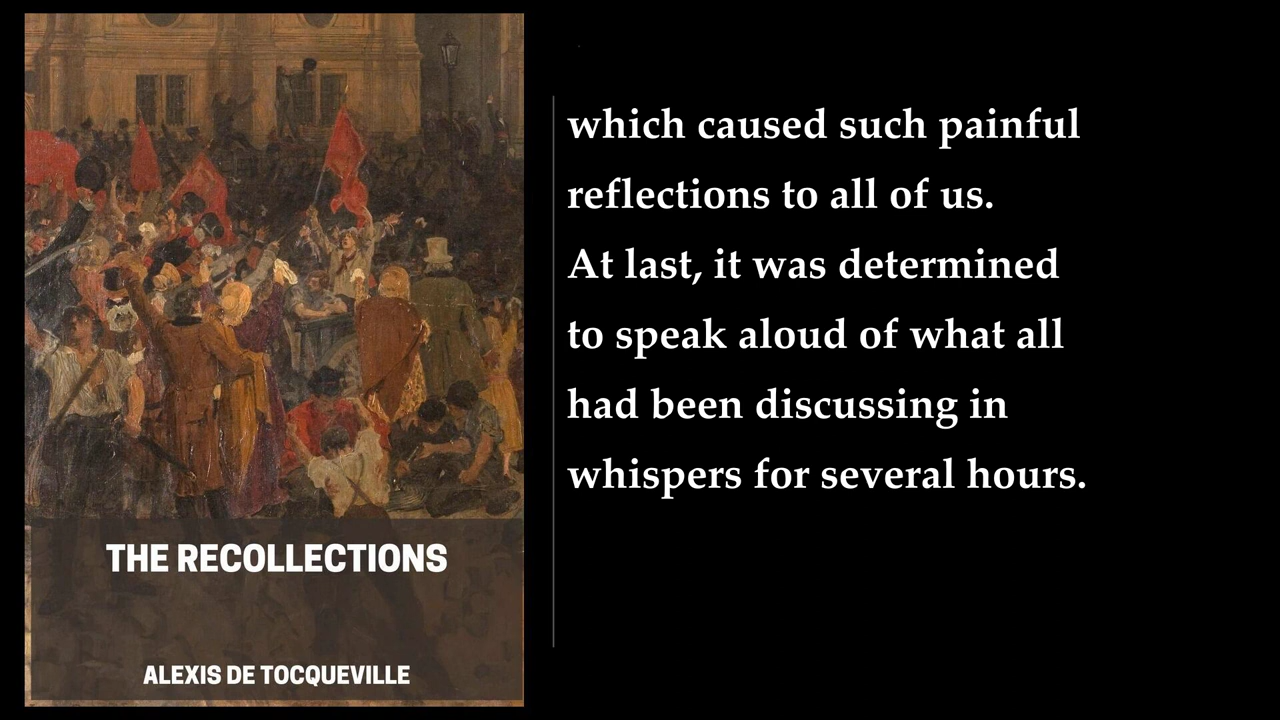 THE RECOLLECTIONS
ALEXIS DE TOCQUEVILLE
which caused such painful
reflections to all of us.
At last, it was determined
to speak aloud of what all
had been discussing in
whispers for several hours.